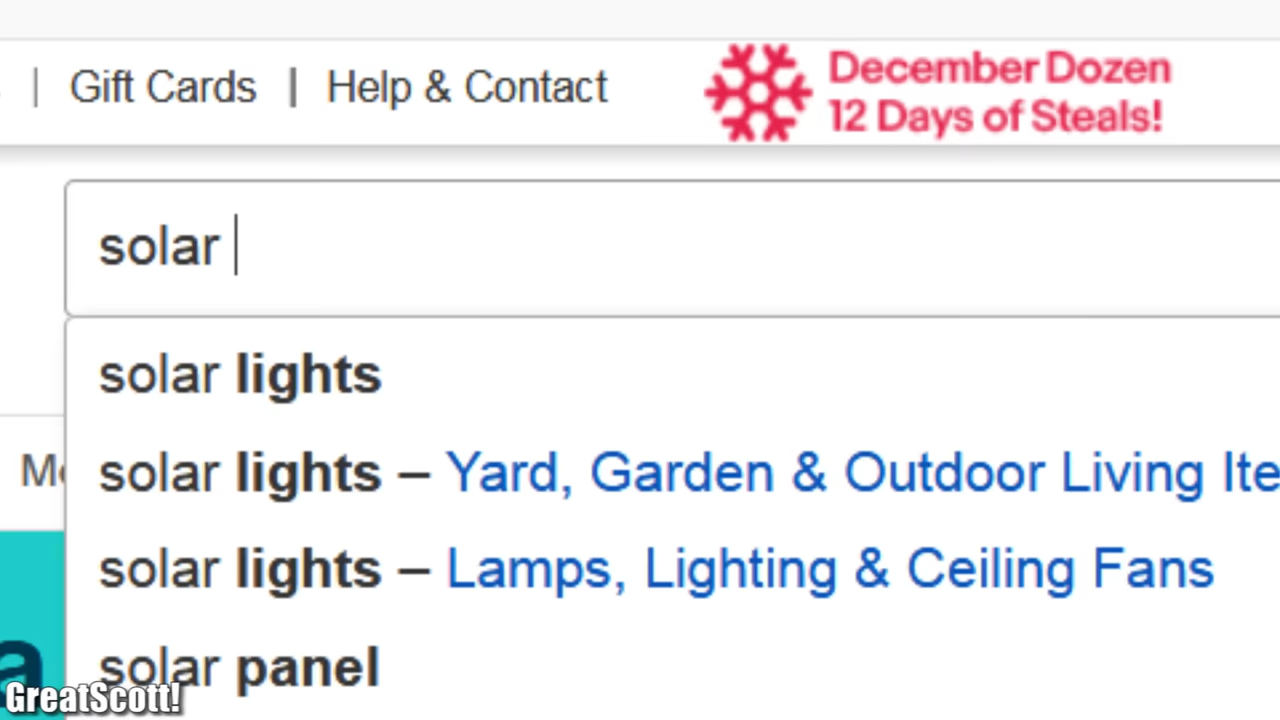 | Gift Cards | Help & Contact
December Dozen
12 Days of Steals!
solar
solar lights
solar lights – Yard, Garden & Outdoor Living Ite
solar lights – Lamps, Lighting & Ceiling Fans
solar panel
GreatScott!